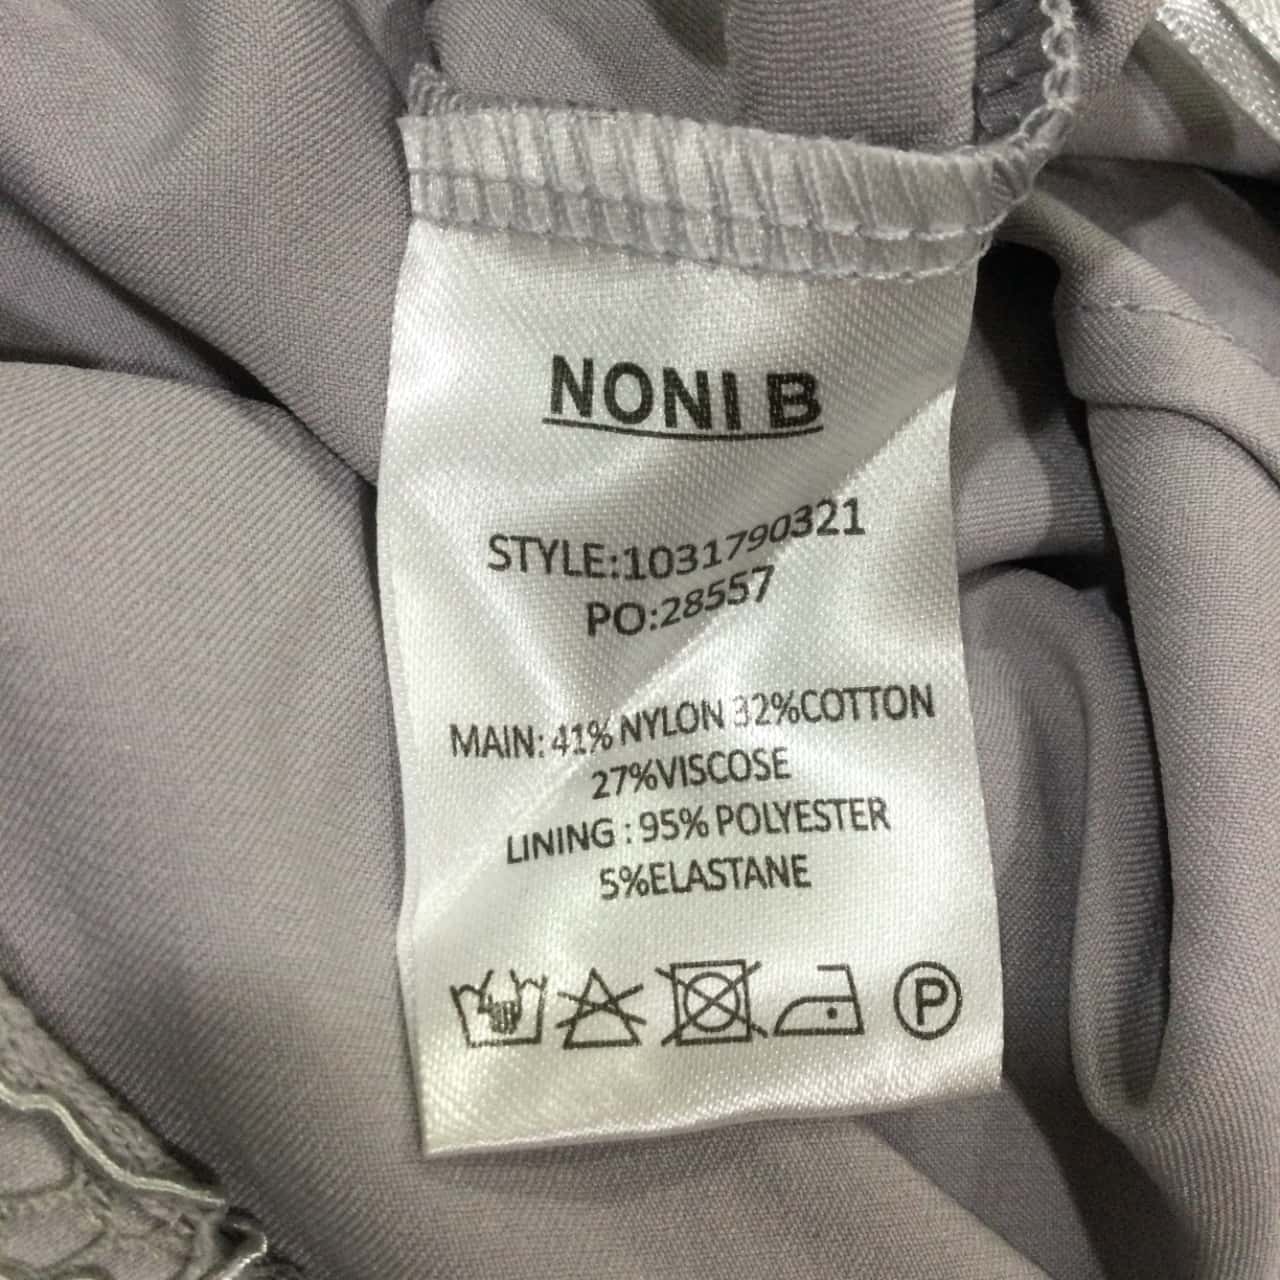 NONI B
STYLE:1031790321
PO:28557
MAIN: 41% NYLON 32%COTTON
27%VISCOSE
LINING : 95% POLYESTER
5%ELASTANE
P